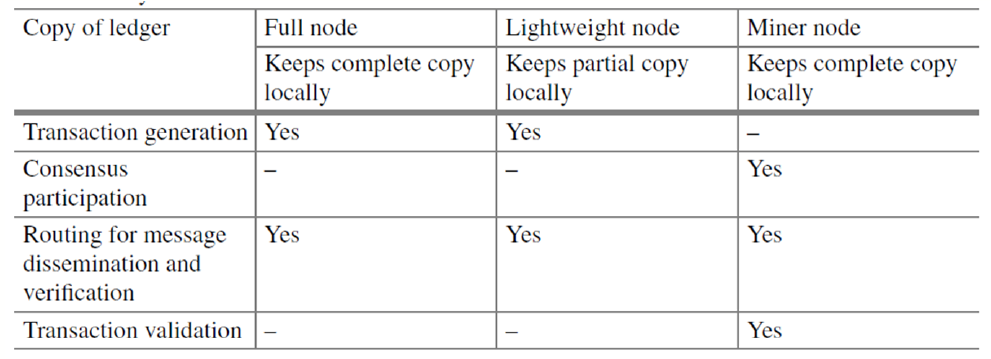 Copy of ledger Full node Lightweight node Miner node
Keeps complete copy Keeps partial copy Keeps complete copy
locally locally locally
Transaction generation Yes Yes –
Consensus – – Yes
participation
Routing for message Yes Yes Yes
dissemination and
verification
Transaction validation – – Yes